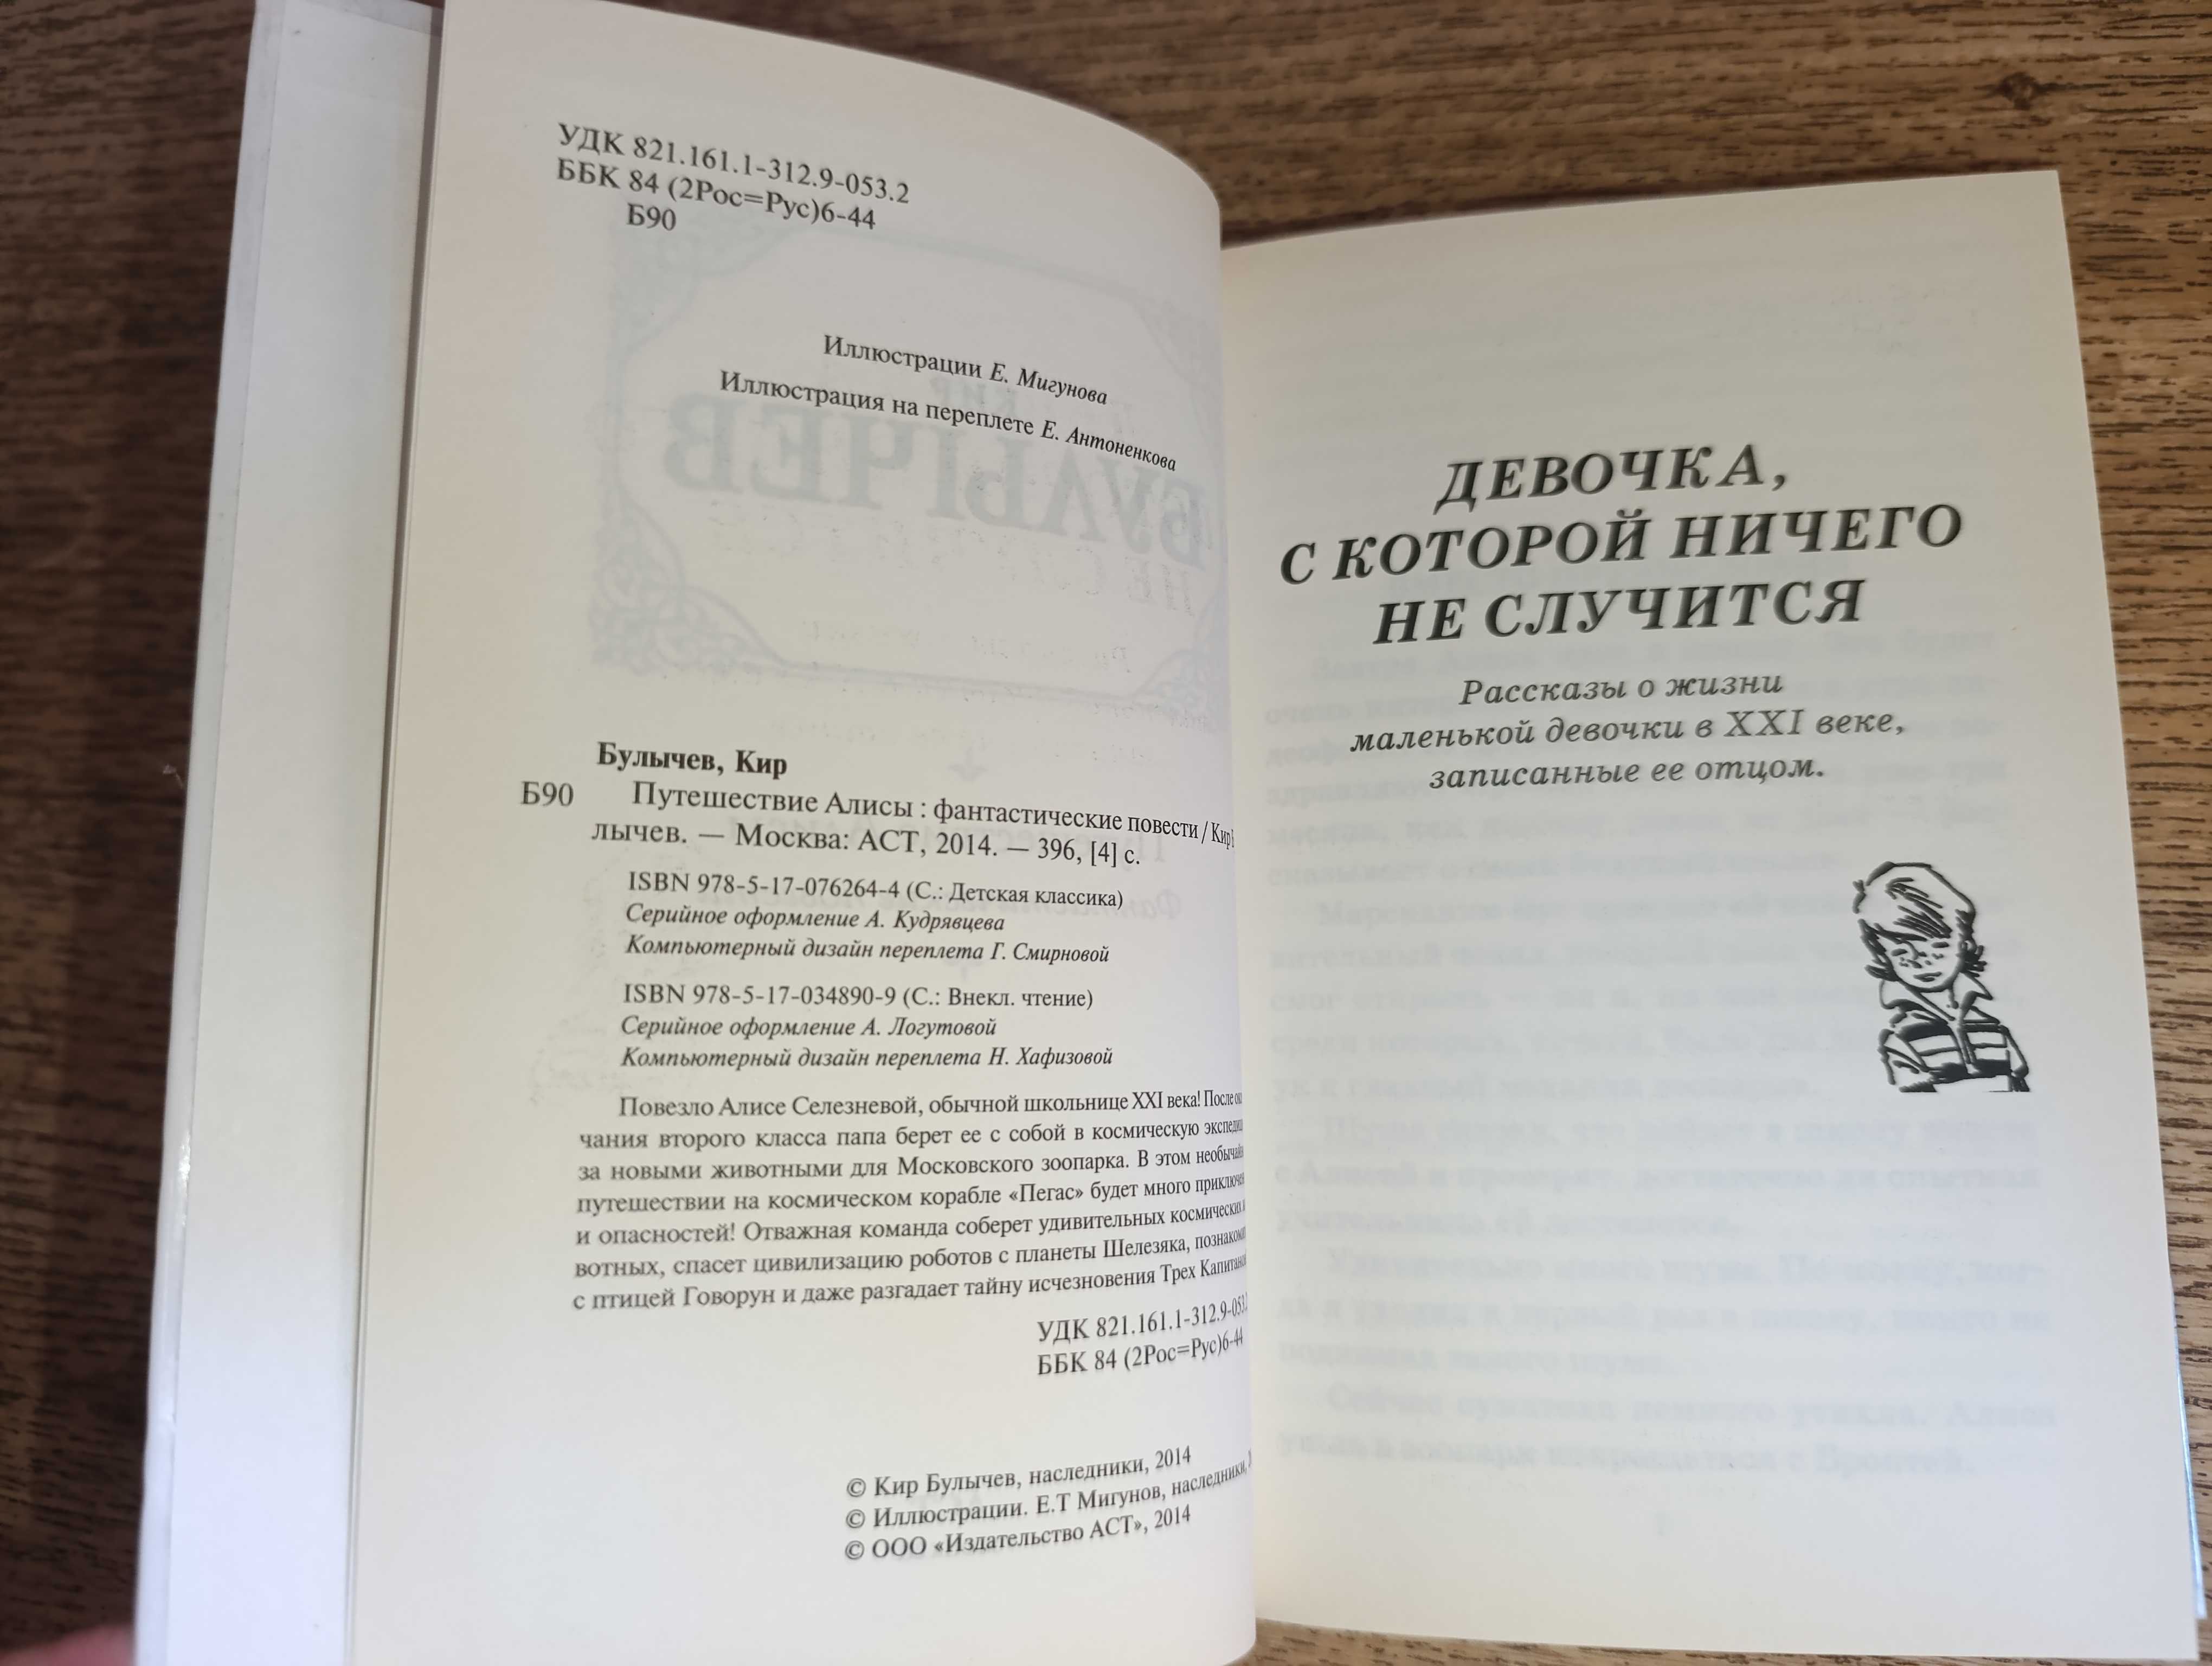 УДК 821.161.1-312.9-053.2
ББК 84 (2Рос=Рус)6-44
Б90
Иллюстрации Е. Мигунова
Иллюстрация на переплете Е. Антоненкова
Булычев, Кир
Б90 Путешествие Алисы : фантастические повести / Кир
лычев. — Москва: АСТ, 2014. — 396, [4] с.
ISBN 978-5-17-076264-4 (С.: Детская классика)
Серийное оформление А. Кудрявцева
Компьютерный дизайн переплета Г. Смирновой
ISBN 978-5-17-034890-9 (С.: Внекл. чтение)
Серийное оформление А. Логутовой
Компьютерный дизайн переплета Н. Хафизовой
Повезло Алисе Селезневой, обычной школьнице XXI века! После
чания второго класса папа берет ее с собой в космическую
за новыми животными для Московского зоопарка. В этом
путешествии на космическом корабле «Пегас» будет много
и опасностей! Отважная команда соберет удивительных космических
вотных, спасет цивилизацию роботов с планеты Шелезяка,
с птицей Говорун и даже разгадает тайну исчезновения Трех
УДК 821.161.1-312.9-053.2
ББК 84 (2Рос=Рус)6-44
© Кир Булычев, наследники, 2014
© Иллюстрации. Е.Т Мигунов, наследники,
© ООО «Издательство АСТ», 2014
ДЕВОЧКА,
С КОТОРОЙ НИЧЕГО
НЕ СЛУЧИТСЯ
Рассказы о жизни
маленькой девочки в XXI веке,
записанные ее отцом.